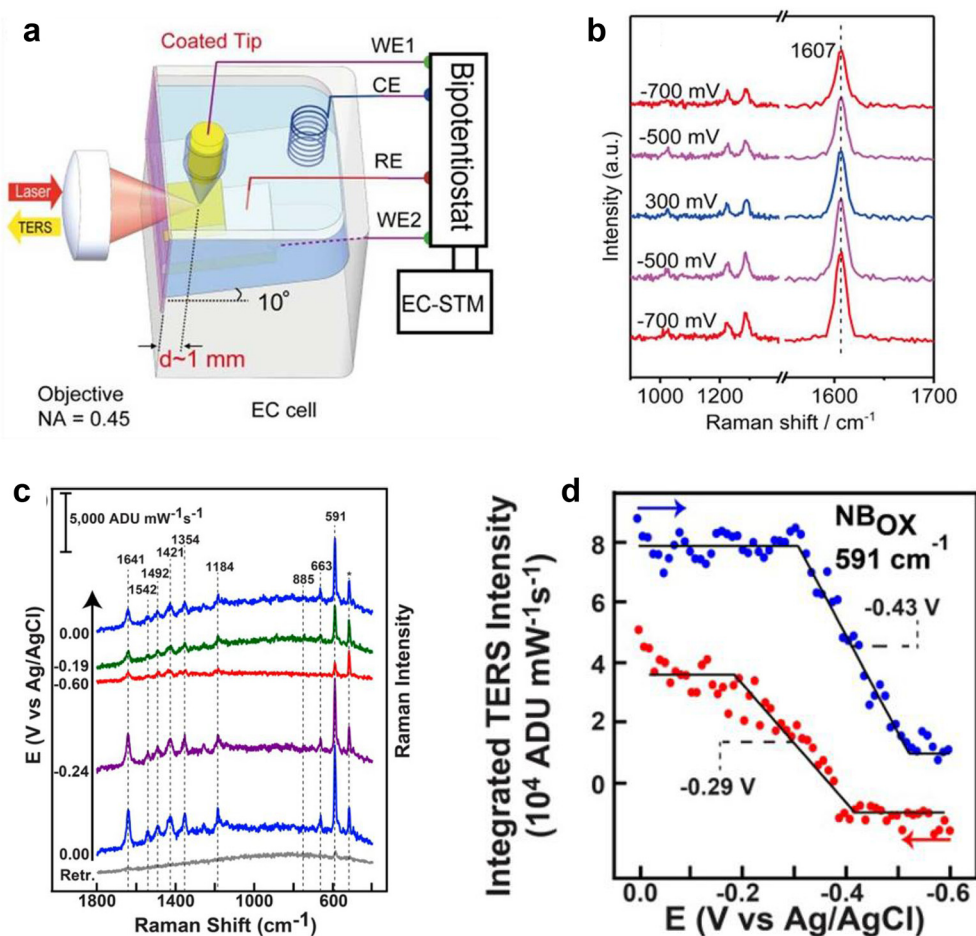 a
Coated Tip
WE1
CE
RE
WE2
Bipotentiostat
EC-STM
Laser
TERS
10°
d~1 mm
Objective
NA = 0.45
EC cell
b
1607
-700 mV
-500 mV
300 mV
-500 mV
-700 mV
Intensity (a.u.)
1000 1200 1600 1700
Raman shift / cm⁻¹
c
5,000 ADU mW⁻¹s⁻¹
1641
1542
1492
1421
1354
1184
885
663
591
*
0.00
-0.19
-0.60
-0.24
0.00
Retr.
E (V vs Ag/AgCl)
Raman Intensity
1800 1400 1000 600
Raman Shift (cm⁻¹)
d
NBOX
591 cm⁻¹
-0.43 V
-0.29 V
8
6
4
2
0
Integrated TERS Intensity
(10⁴ ADU mW⁻¹s⁻¹)
0.0 -0.2 -0.4 -0.6
E (V vs Ag/AgCl)